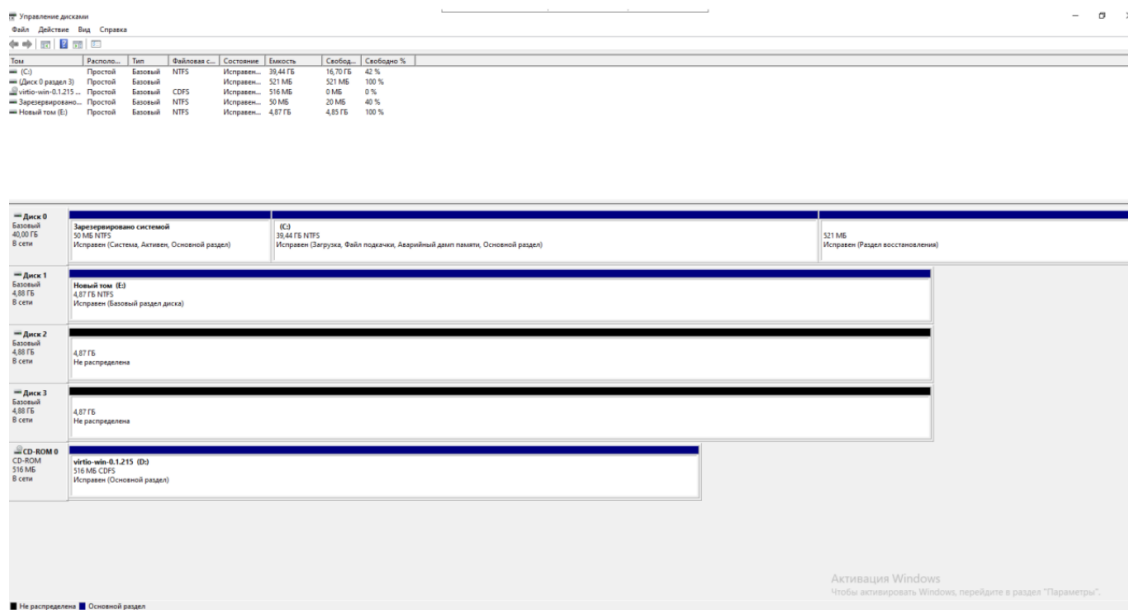 Управление дисками
Файл Действие Вид Справка
Том Располо... Тип Файловая с... Состояние Емкость Свобод... Свободно %
(C:) Простой Базовый NTFS Исправен... 39,44 ГБ 16,70 ГБ 42 %
(Диск 0 раздел 3) Простой Базовый Исправен... 521 МБ 521 МБ 100 %
virtio-win-0.1.215 ... Простой Базовый CDFS Исправен... 516 МБ 0 МБ 0 %
Зарезервировано... Простой Базовый NTFS Исправен... 50 МБ 20 МБ 40 %
Новый том (E:) Простой Базовый NTFS Исправен... 4,87 ГБ 4,85 ГБ 100 %
Диск 0
Базовый
40,00 ГБ
В сети
Зарезервировано системой
50 МБ NTFS
Исправен (Система, Активен, Основной раздел)
(C:)
39,44 ГБ NTFS
Исправен (Загрузка, Файл подкачки, Аварийный дамп памяти, Основной раздел)
521 МБ
Исправен (Раздел восстановления)
Диск 1
Базовый
4,88 ГБ
В сети
Новый том (E:)
4,87 ГБ NTFS
Исправен (Базовый раздел диска)
Диск 2
Базовый
4,88 ГБ
В сети
4,87 ГБ
Не распределена
Диск 3
Базовый
4,88 ГБ
В сети
4,87 ГБ
Не распределена
CD-ROM 0
CD-ROM
516 МБ
В сети
virtio-win-0.1.215 (D:)
516 МБ CDFS
Исправен (Основной раздел)
Активация Windows
Чтобы активировать Windows, перейдите в раздел "Параметры".
Не распределена Основной раздел